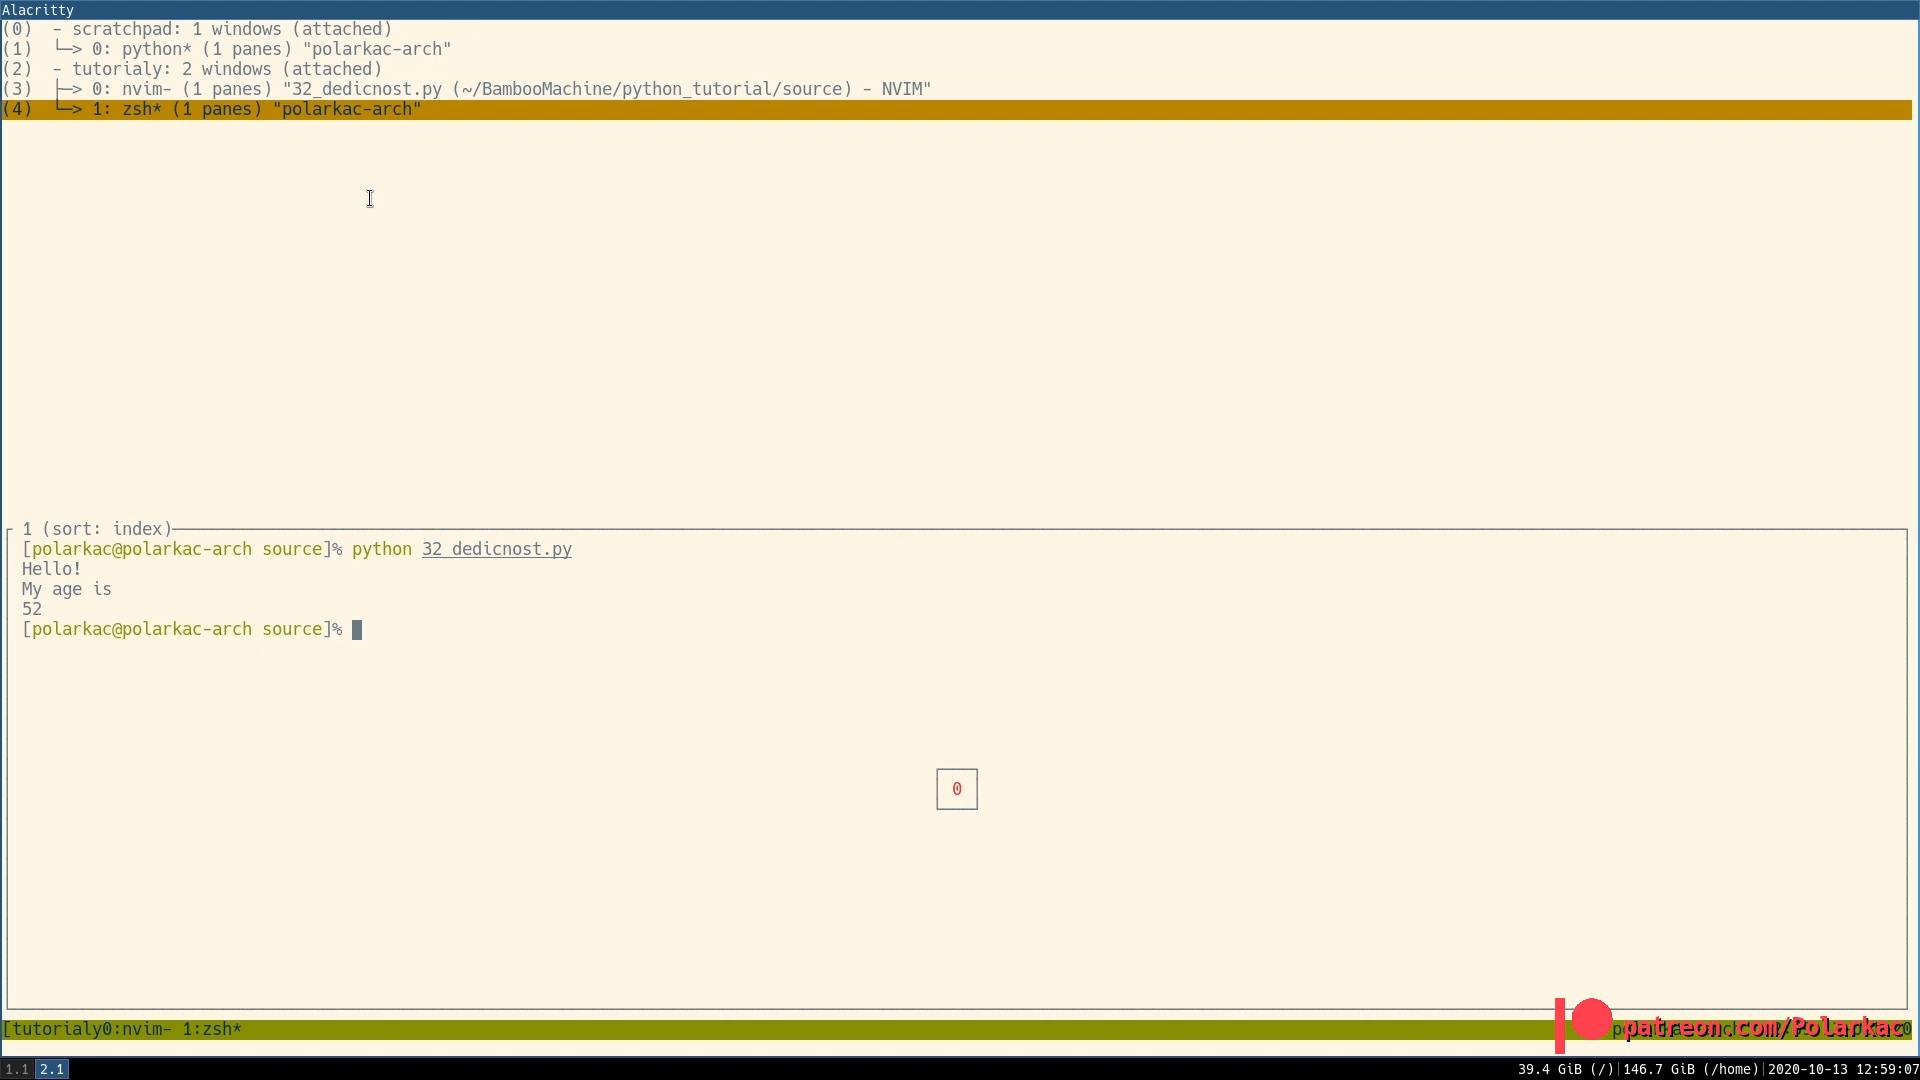 Alacritty
(0)  - scratchpad: 1 windows (attached)
(1)  └─> 0: python* (1 panes) "polarkac-arch"
(2)  - tutorialy: 2 windows (attached)
(3)  ├─> 0: nvim- (1 panes) "32_dedicnost.py (~/BambooMachine/python_tutorial/source) - NVIM"
(4)  └─> 1: zsh* (1 panes) "polarkac-arch"
1 (sort: index)
[polarkac@polarkac-arch source]% python 32_dedicnost.py
Hello!
My age is
52
[polarkac@polarkac-arch source]%
0
[tutorialy0:nvim- 1:zsh*
patreon.com/Polarkac
1.1 2.1 39.4 GiB (/)|146.7 GiB (/home)|2020-10-13 12:59:07